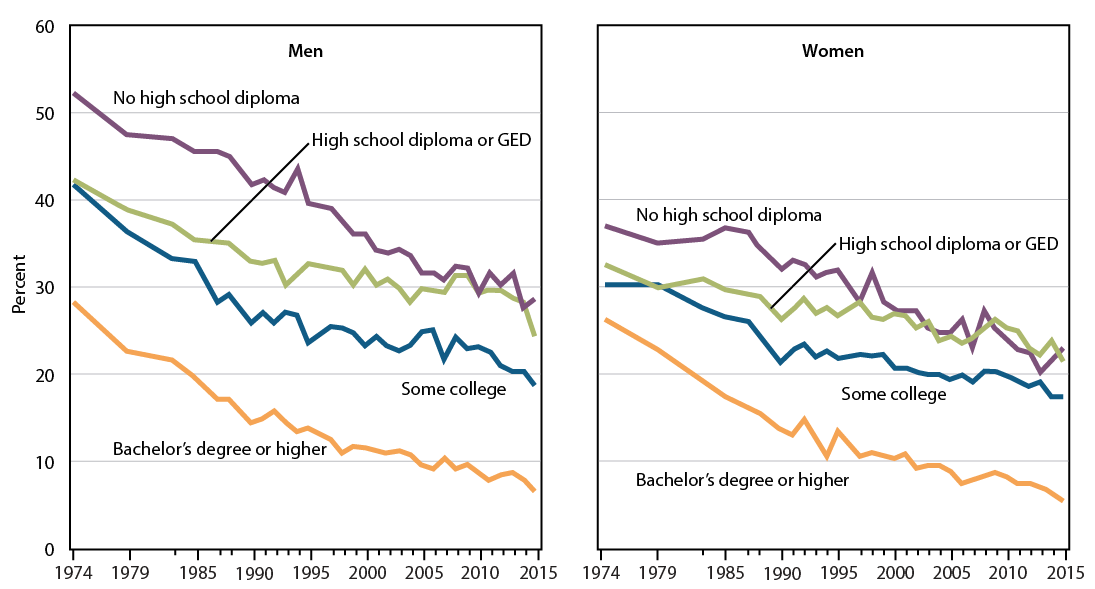 60
50
40
30
20
10
0
Percent
Men
No high school diploma
High school diploma or GED
Some college
Bachelor's degree or higher
1974 1979 1985 1990 1995 2000 2005 2010 2015
Women
No high school diploma
High school diploma or GED
Some college
Bachelor's degree or higher
1974 1979 1985 1990 1995 2000 2005 2010 2015